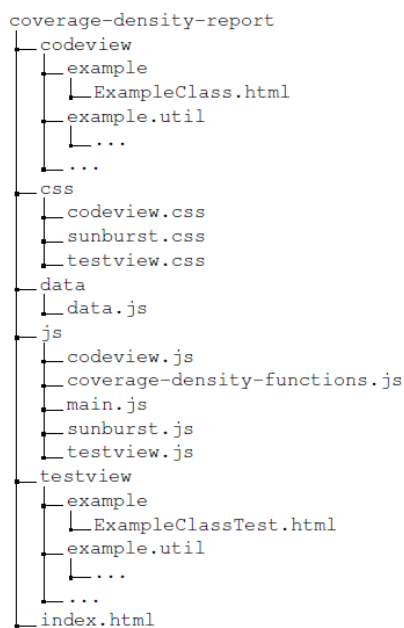 coverage-density-report
codeview
example
ExampleClass.html
example.util
...
...
css
codeview.css
sunburst.css
testview.css
data
data.js
js
codeview.js
coverage-density-functions.js
main.js
sunburst.js
testview.js
testview
example
ExampleClassTest.html
example.util
...
...
index.html